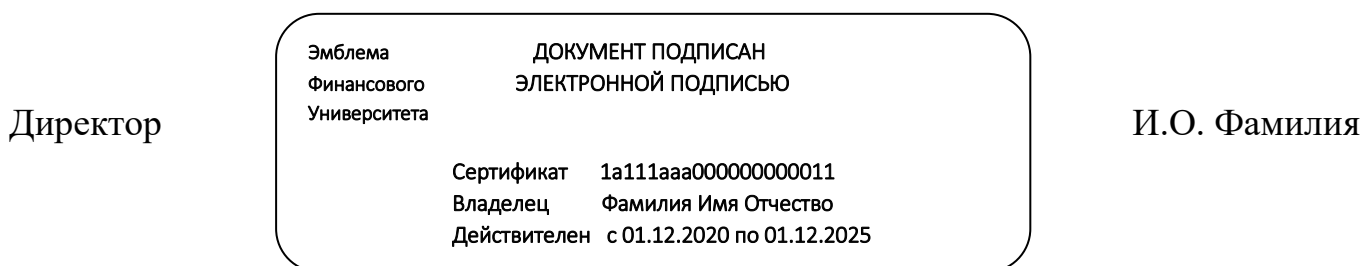 Эмблема ДОКУМЕНТ ПОДПИСАН
Финансового ЭЛЕКТРОННОЙ ПОДПИСЬЮ
Университета
Директор
И.О. Фамилия
Сертификат 1а111ааа000000000011
Владелец Фамилия Имя Отчество
Действителен с 01.12.2020 по 01.12.2025